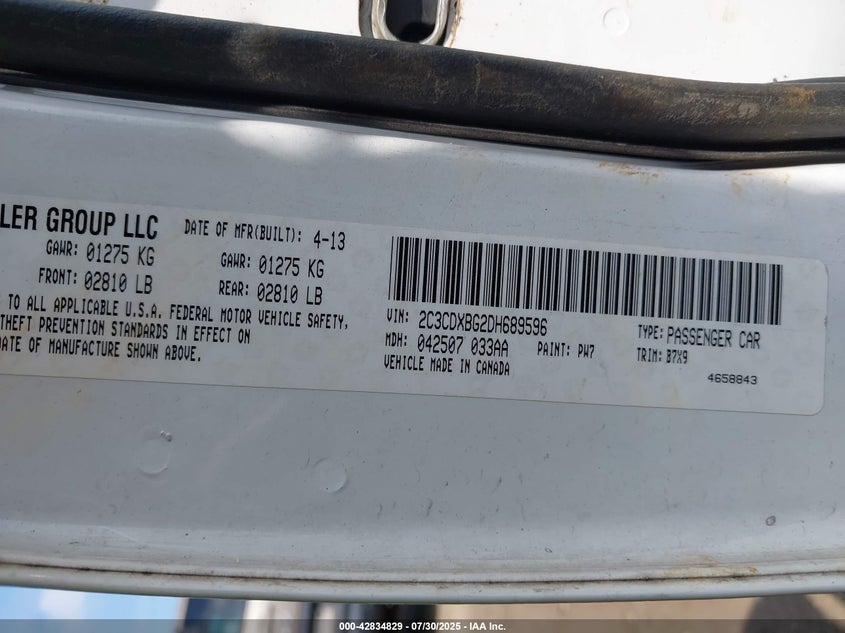 LER GROUP LLC DATE OF MFR(BUILT): 4-13
GAWR: 01275 KG GAWR: 01275 KG
FRONT: 02810 LB REAR: 02810 LB
TO ALL APPLICABLE U.S.A. FEDERAL MOTOR VEHICLE SAFETY,
THEFT PREVENTION STANDARDS IN EFFECT ON
DATE OF MANUFACTURE SHOWN ABOVE.
VIN: 2C3CDXBG2DH689596 TYPE: PASSENGER CAR
MDH: 042507 033AA PAINT: PW7 TRIM: B7X9
VEHICLE MADE IN CANADA 4658843
000-42834829 - 07/30/2025 - IAA Inc.